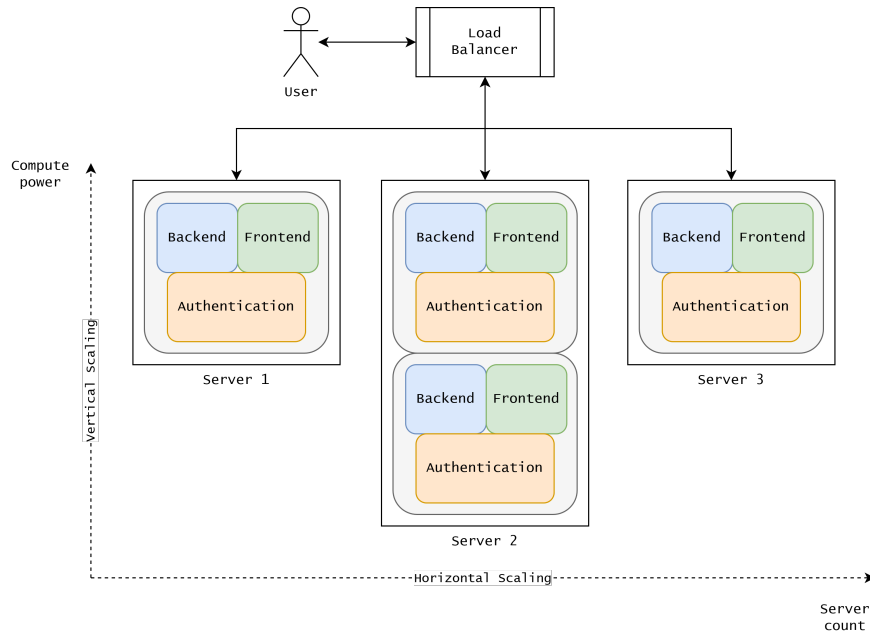 Load
Balancer
User
Compute
power
Backend
Frontend
Authentication
Server 1
Backend
Frontend
Authentication
Backend
Frontend
Authentication
Server 2
Backend
Frontend
Authentication
Server 3
Vertical Scaling
Horizontal Scaling
Server
count